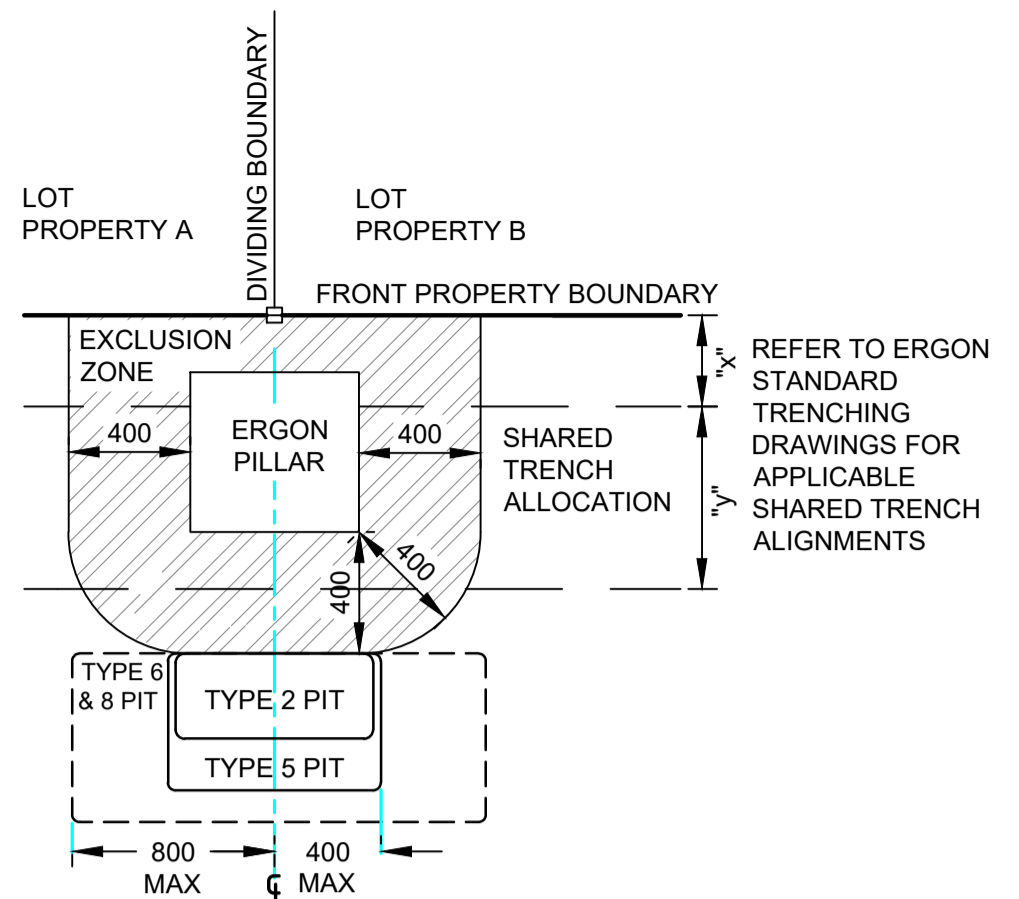 DIVIDING BOUNDARY
LOT
PROPERTY A
LOT
PROPERTY B
FRONT PROPERTY BOUNDARY
EXCLUSION
ZONE
"x"
REFER TO ERGON
STANDARD
TRENCHING
DRAWINGS FOR
APPLICABLE
SHARED TRENCH
ALIGNMENTS
400
ERGON
PILLAR
400
SHARED
TRENCH
ALLOCATION
"y"
400
400
TYPE 6
& 8 PIT
TYPE 2 PIT
TYPE 5 PIT
800
MAX
℄
400
MAX